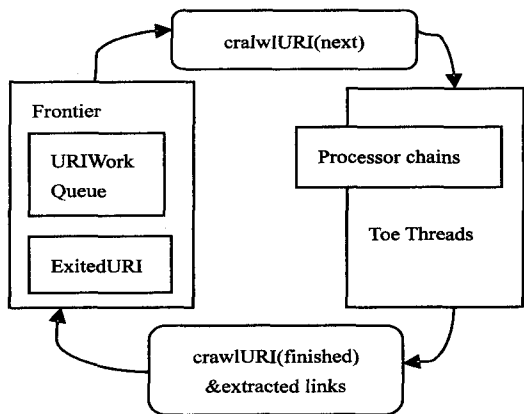 cralwlURI(next)
Frontier
URIWork
Queue
ExitedURI
Processor chains
Toe Threads
crawlURI(finished)
&extracted links